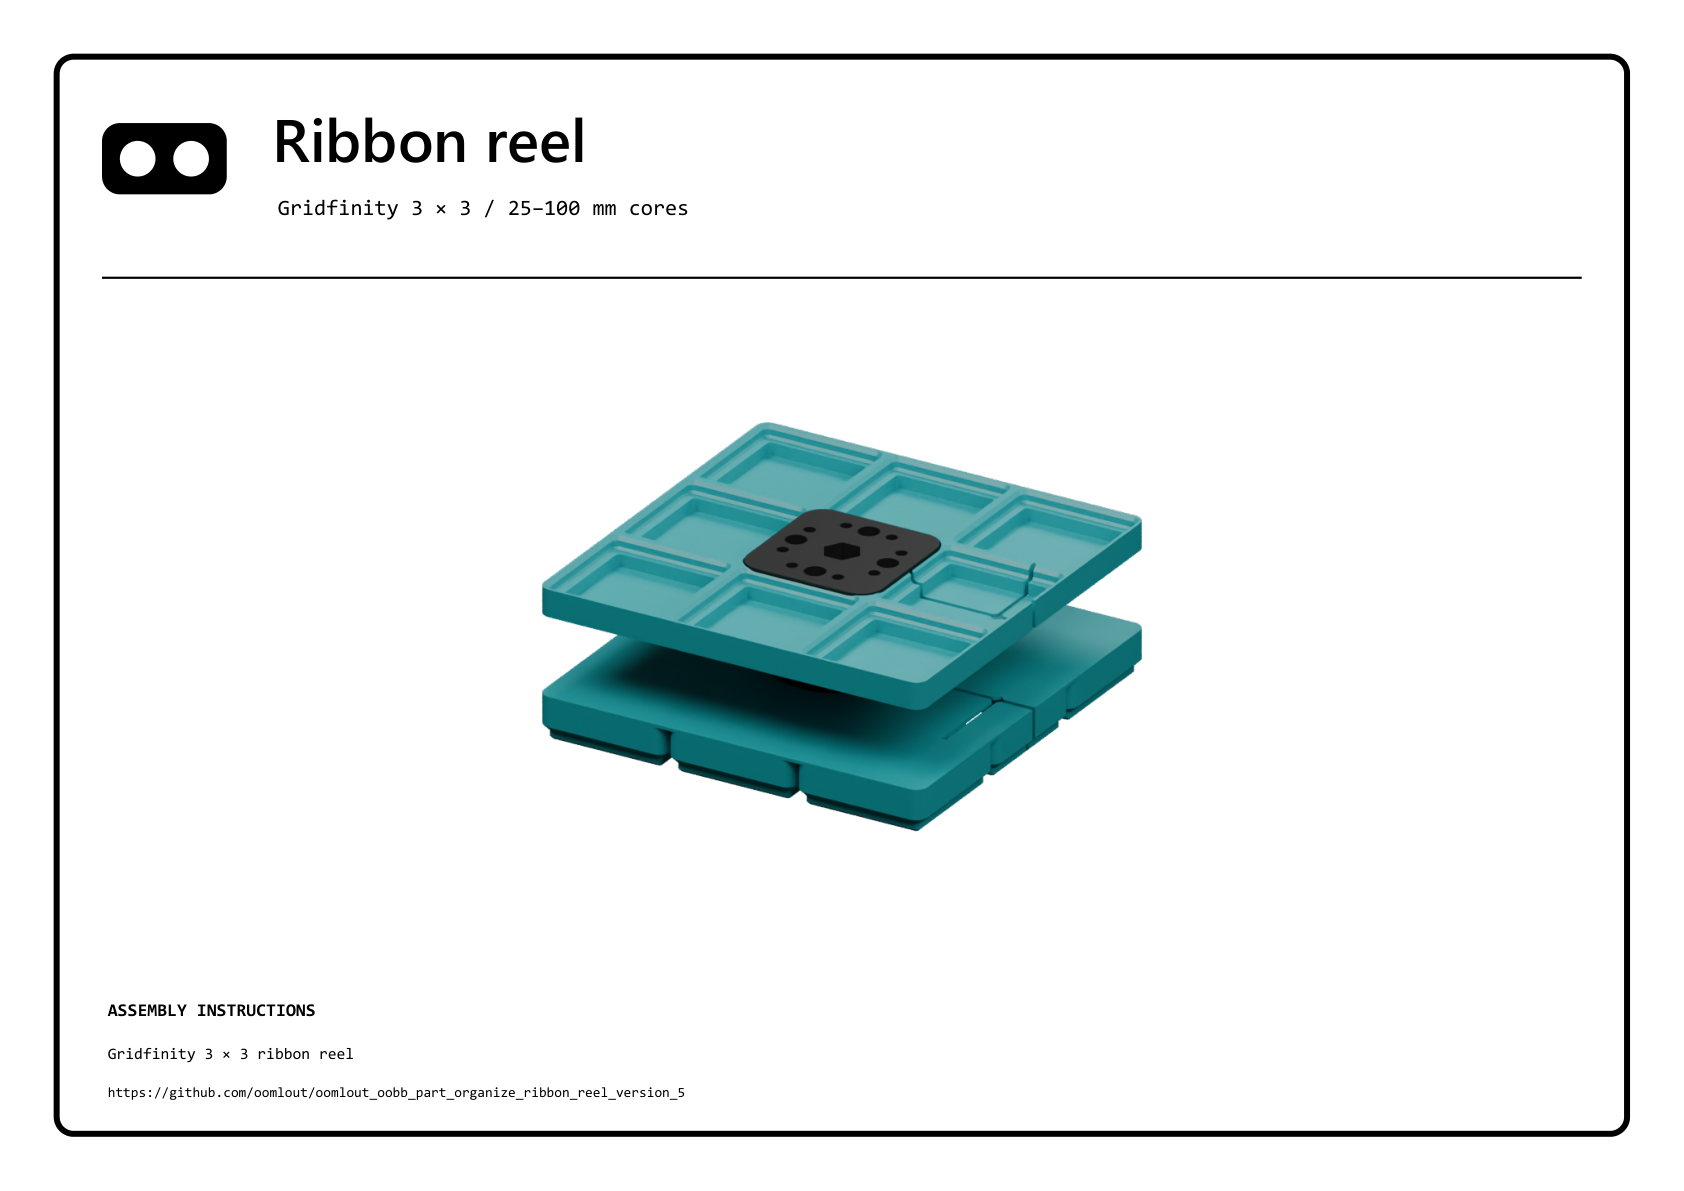 Ribbon reel
Gridfinity 3 × 3 / 25–100 mm cores
ASSEMBLY INSTRUCTIONS
Gridfinity 3 × 3 ribbon reel
https://github.com/oomlout/oomlout_oobb_part_organize_ribbon_reel_version_5